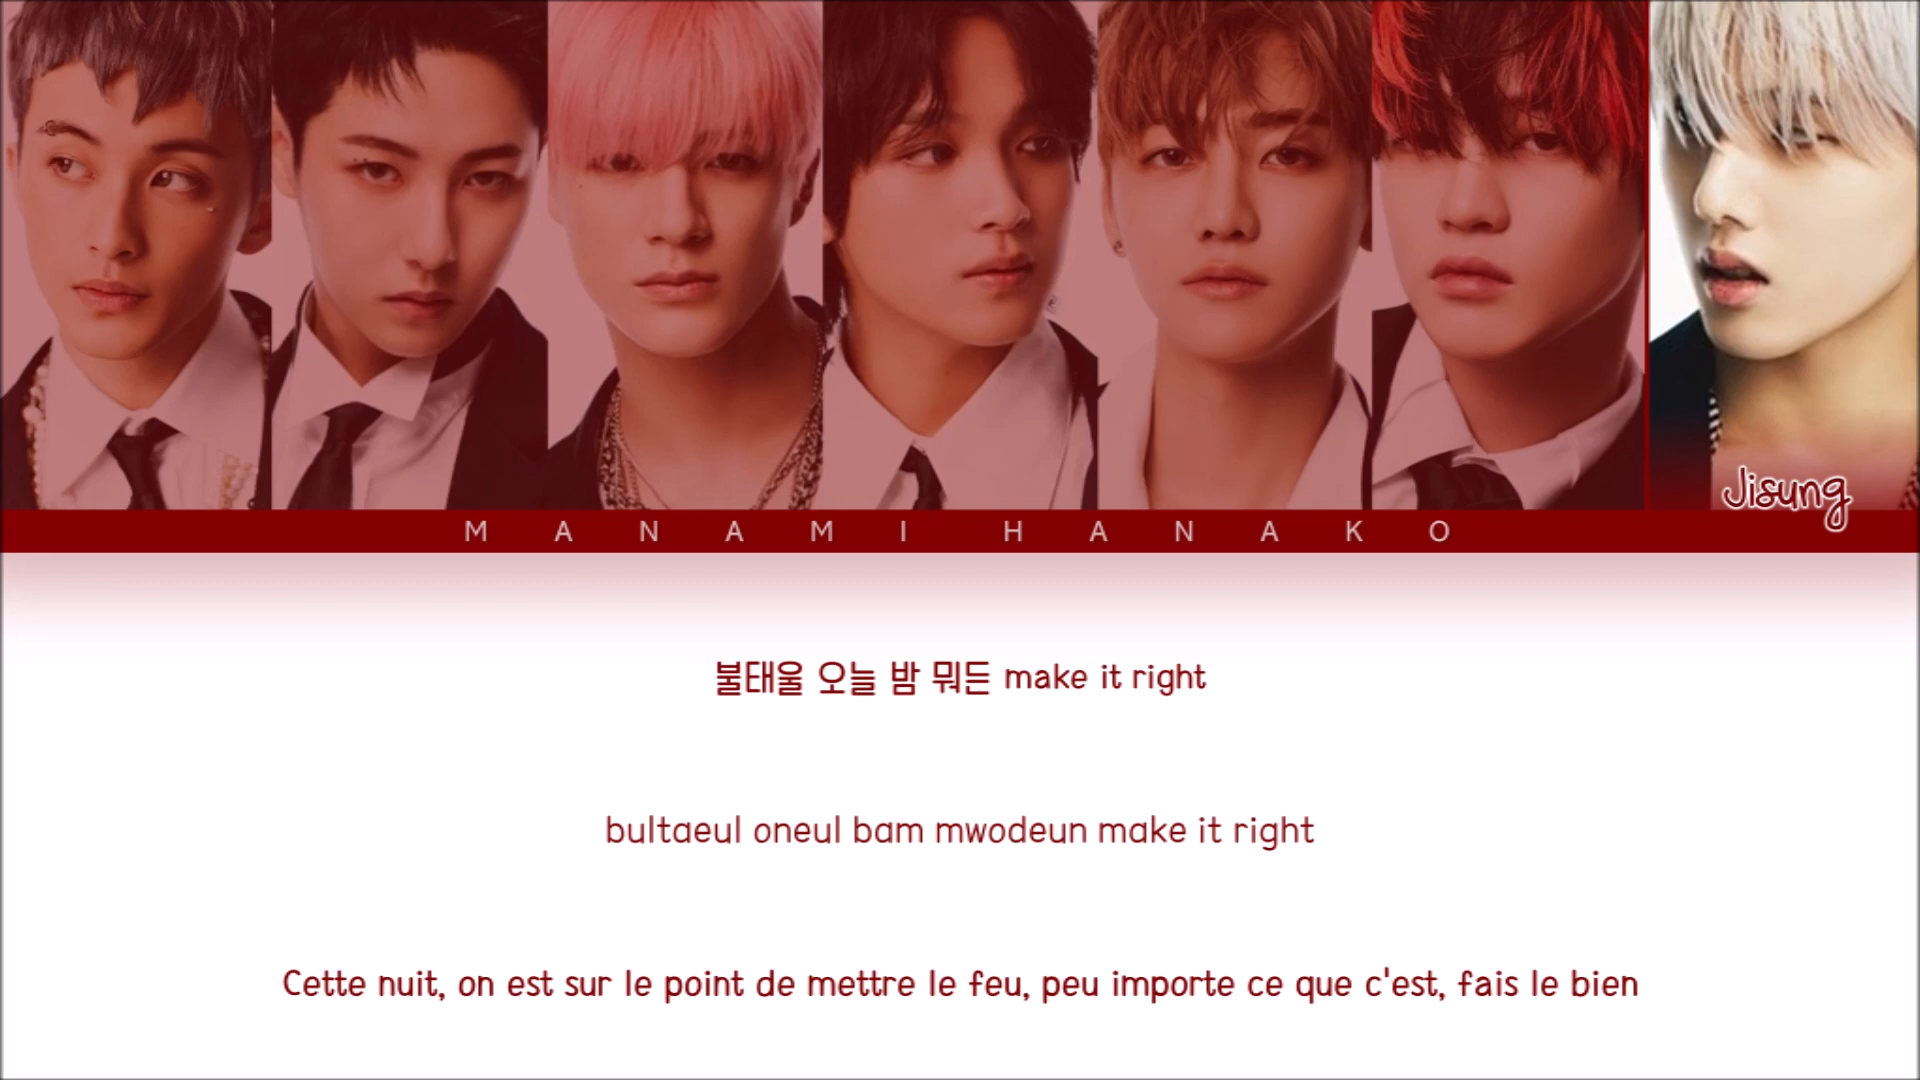 Jisung
M A N A M I H A N A K O
불태울 오늘 밤 뭐든 make it right
bultaeul oneul bam mwodeun make it right
Cette nuit, on est sur le point de mettre le feu, peu importe ce que c'est, fais le bien